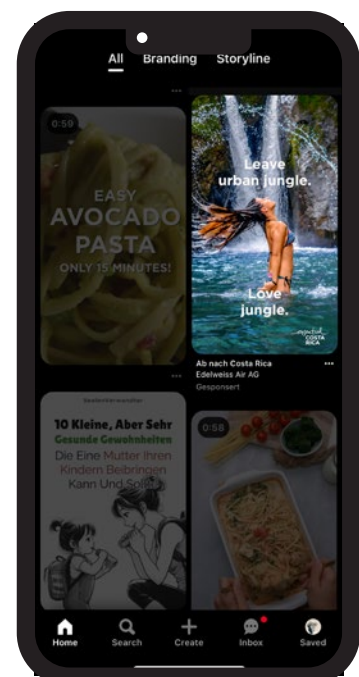 All Branding Storyline
0:59
EASY
AVOCADO
PASTA
ONLY 15 MINUTES!
Leave
urban jungle.
Love
jungle.
essential
COSTA
RICA
Ab nach Costa Rica
Edelweiss Air AG
Gesponsert
10 Kleine, Aber Sehr
Gesunde Gewohnheiten
Die Eine Mutter Ihren
Kindern Beibringen
Kann Und Sollte
0:58
Home Search Create Inbox Saved